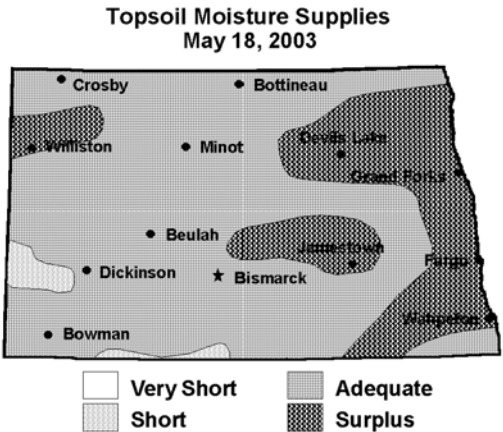 Topsoil Moisture Supplies
May 18, 2003
Crosby
Bottineau
Williston
Minot
Devils Lake
Grand Forks
Beulah
Jamestown
Fargo
Dickinson
Bismarck
Wahpeton
Bowman
Very Short
Adequate
Short
Surplus